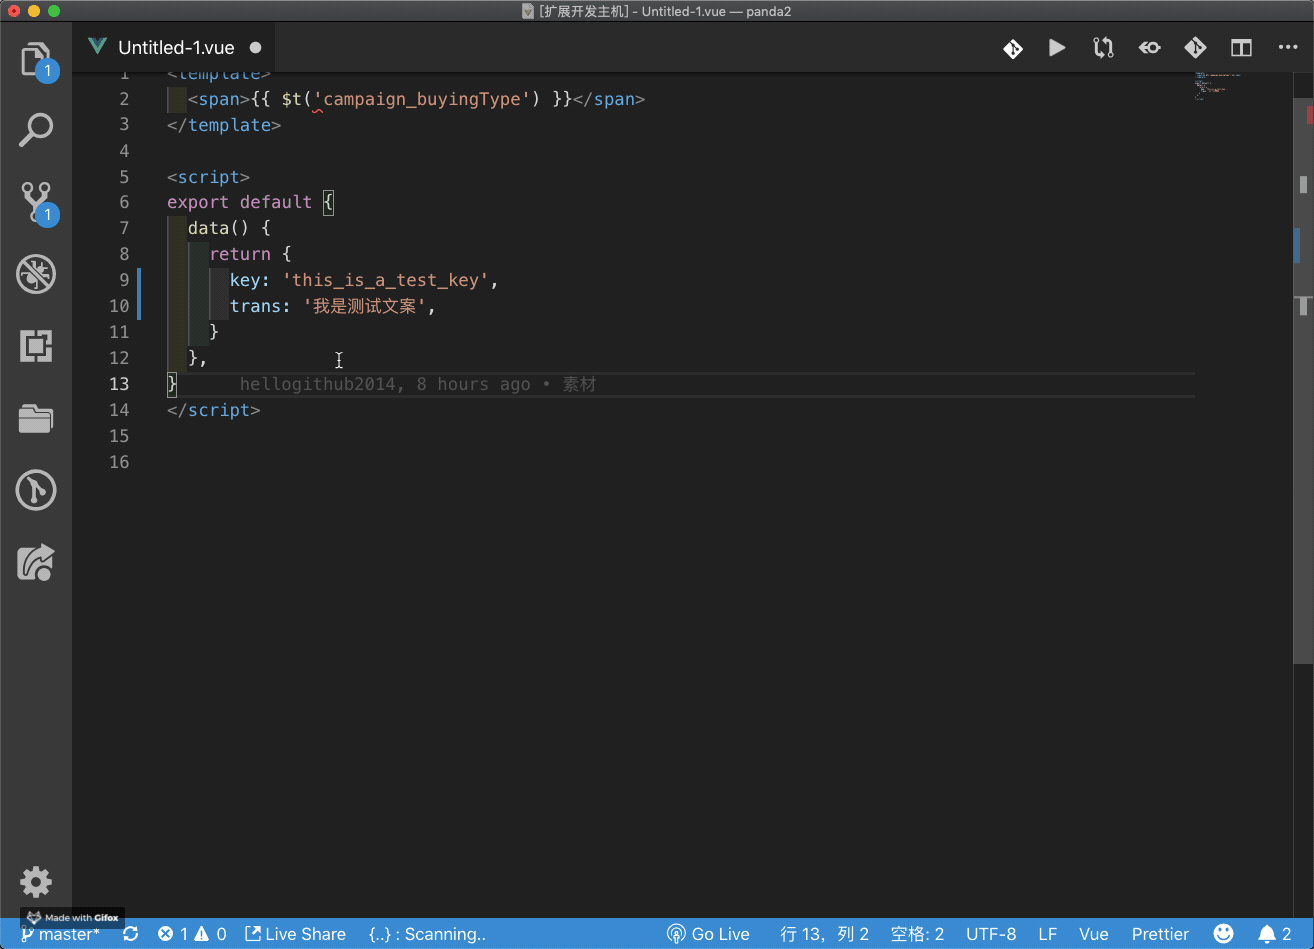 [扩展开发主机] - Untitled-1.vue — panda2
Untitled-1.vue
1 <template>
2 <span>{{ $t('campaign_buyingType') }}</span>
3 </template>
4
5 <script>
6 export default {
7 data() {
8 return {
9 key: 'this_is_a_test_key',
10 trans: '我是测试文案',
11 }
12 },
13 } hellogithub2014, 8 hours ago • 素材
14 </script>
15
16
1
1
Made with Gifox
master* 1 0 Live Share {..} : Scanning.. Go Live 行 13，列 2 空格: 2 UTF-8 LF Vue Prettier 2